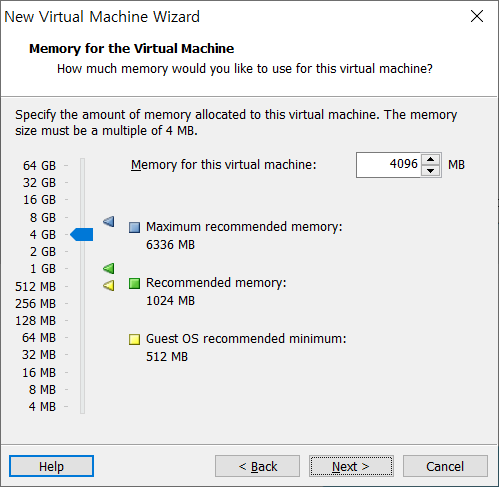 New Virtual Machine Wizard
Memory for the Virtual Machine
How much memory would you like to use for this virtual machine?
Specify the amount of memory allocated to this virtual machine. The memory
size must be a multiple of 4 MB.
Memory for this virtual machine: 4096 MB
64 GB
32 GB
16 GB
8 GB
4 GB
2 GB
1 GB
512 MB
256 MB
128 MB
64 MB
32 MB
16 MB
8 MB
4 MB
Maximum recommended memory:
6336 MB
Recommended memory:
1024 MB
Guest OS recommended minimum:
512 MB
Help
< Back
Next >
Cancel